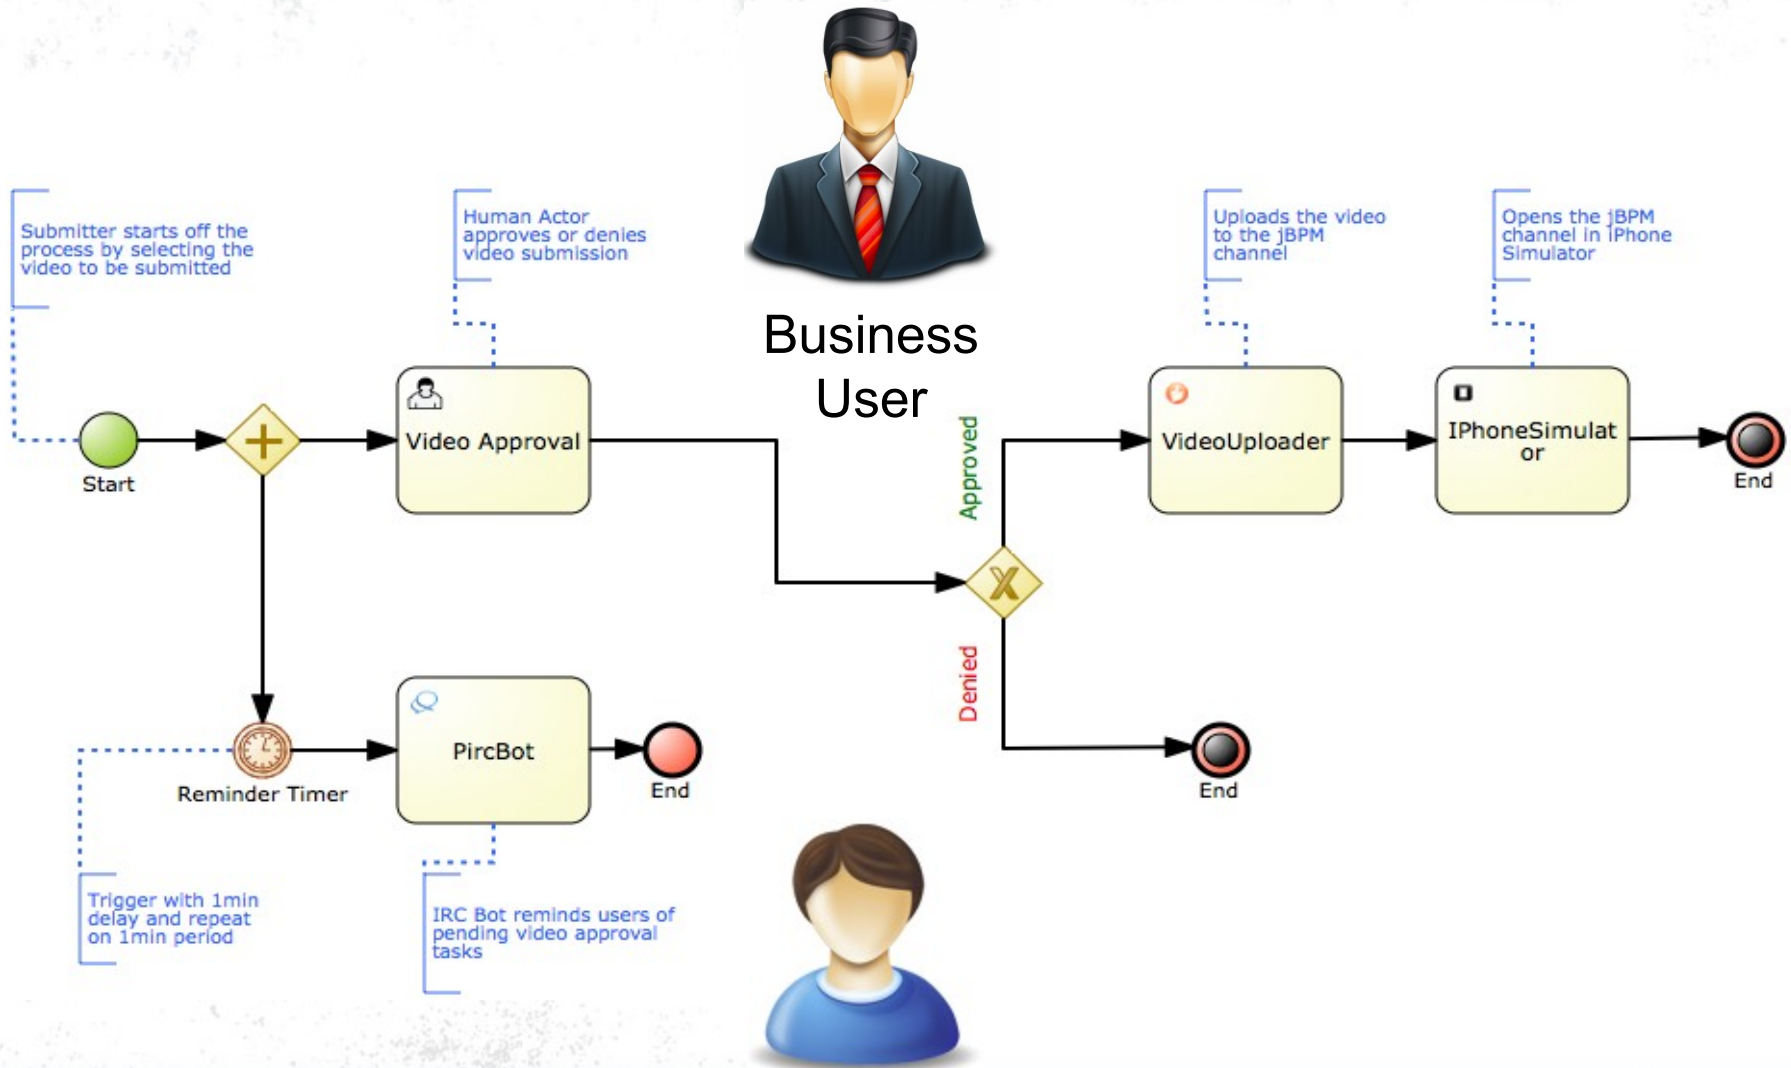 Submitter starts off the
process by selecting the
video to be submitted
Human Actor
approves or denies
video submission
Business
User
Uploads the video
to the jBPM
channel
Opens the jBPM
channel in iPhone
Simulator
Start
Video Approval
Approved
VideoUploader
IPhoneSimulat
or
End
Denied
Reminder Timer
PircBot
End
End
Trigger with 1min
delay and repeat
on 1min period
IRC Bot reminds users of
pending video approval
tasks